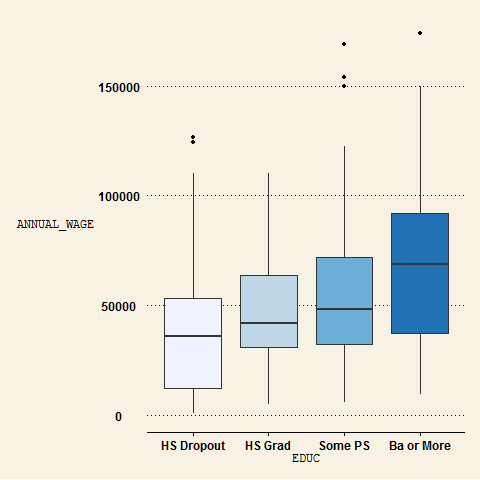 150000
100000
ANNUAL_WAGE
50000
0
HS Dropout HS Grad Some PS Ba or More
EDUC